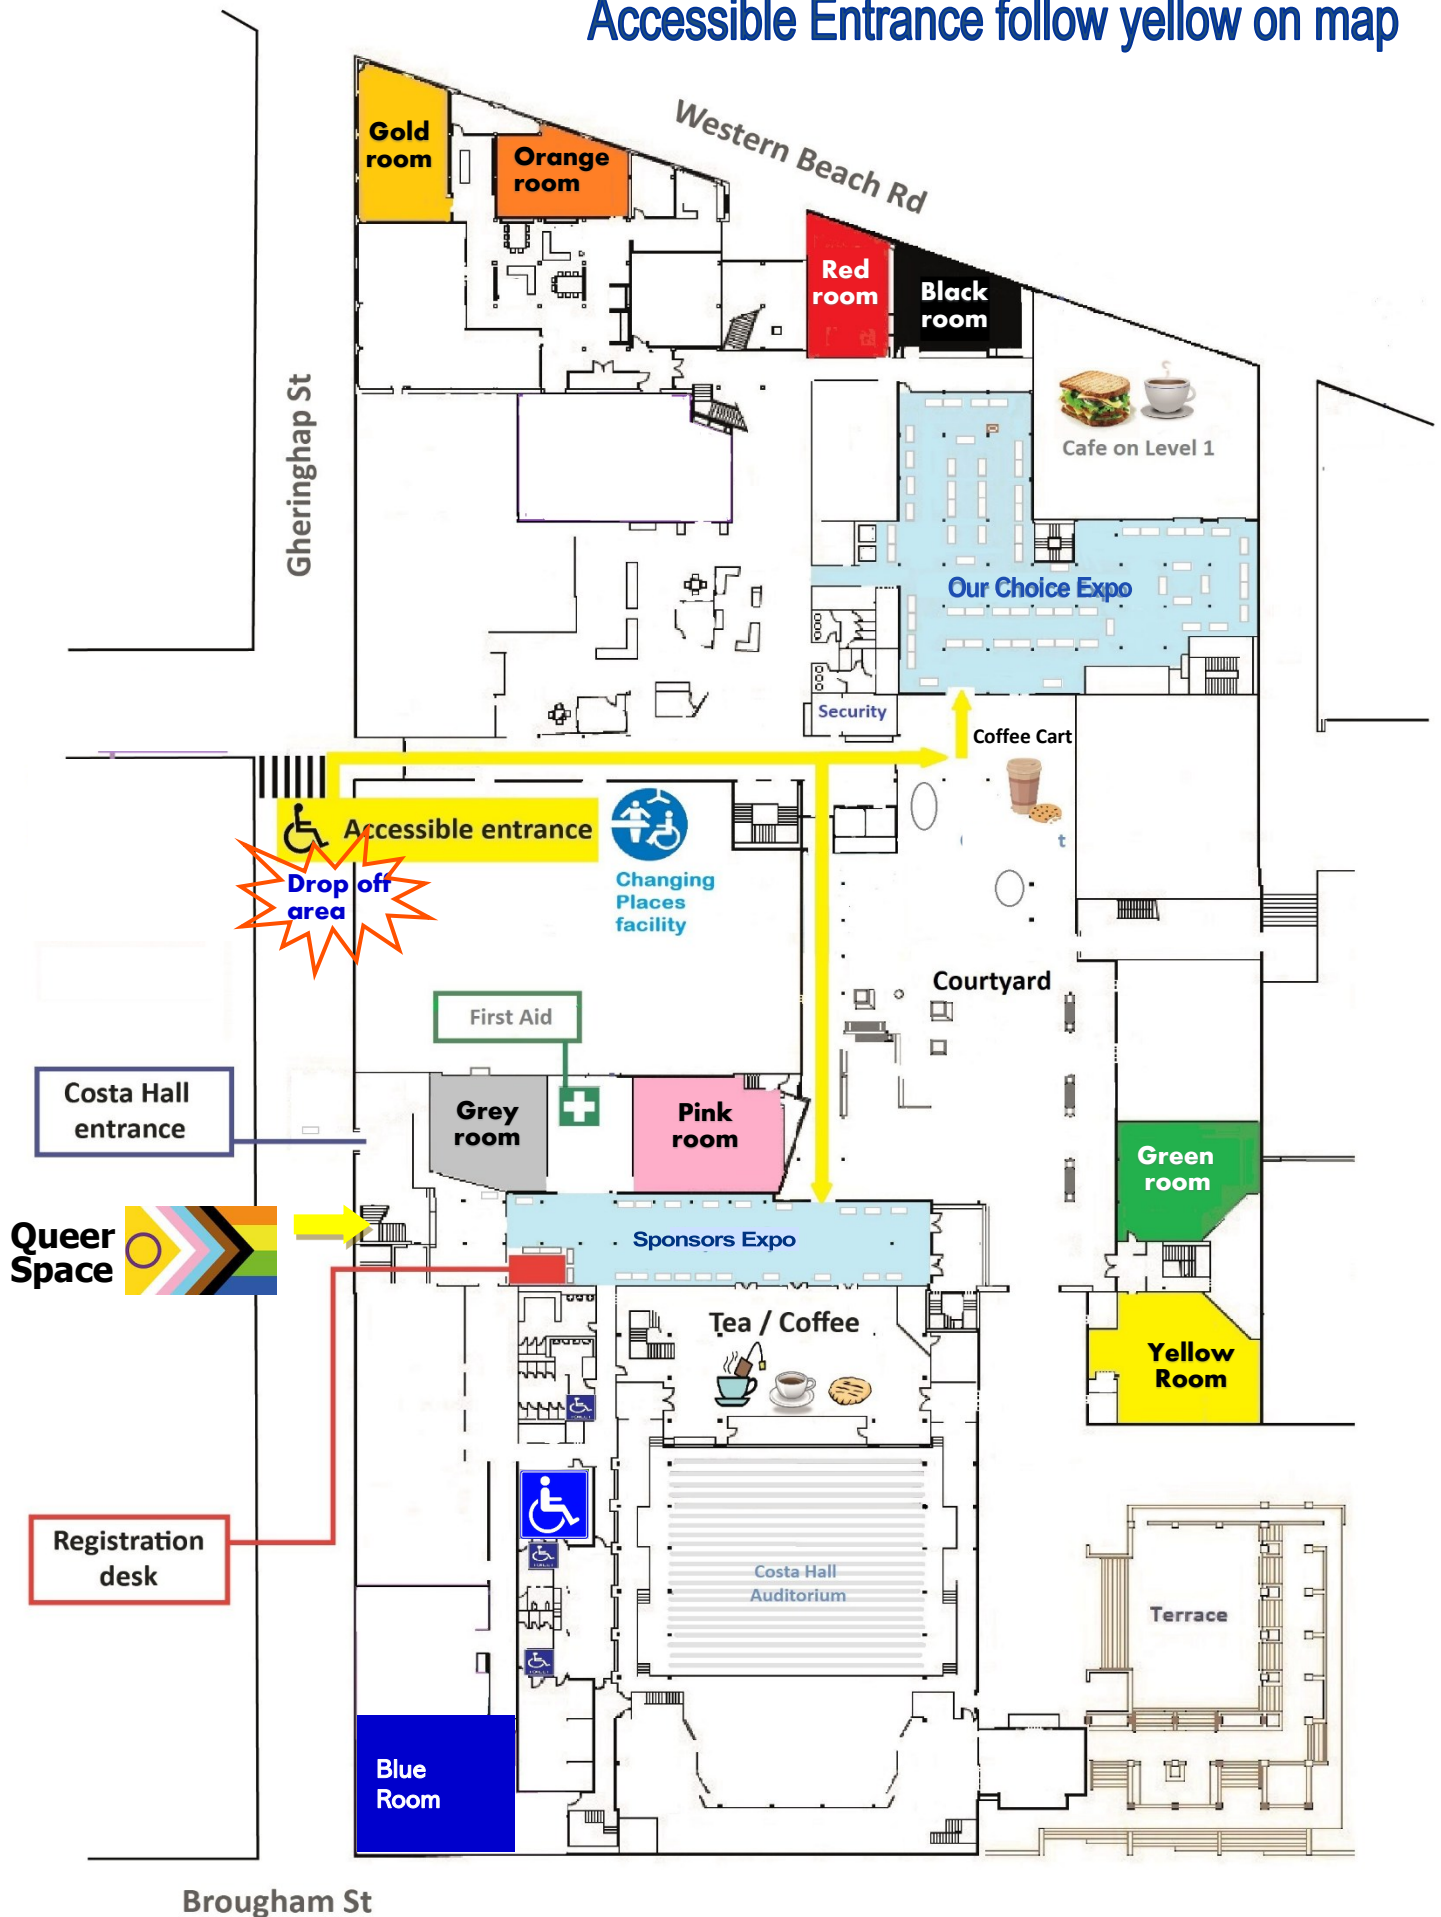 Accessible Entrance follow yellow on map
Western Beach Rd
Gold
room
Orange
room
Red
room
Black
room
Gheringhap St
Cafe on Level 1
Our Choice Expo
Security
Coffee Cart
t
Accessible entrance
Drop off
area
Changing
Places
facility
Courtyard
First Aid
Costa Hall
entrance
Grey
room
Pink
room
Green
room
Queer
Space
Sponsors Expo
Tea / Coffee
Yellow
Room
Registration
desk
Costa Hall
Auditorium
Terrace
Blue
Room
Brougham St